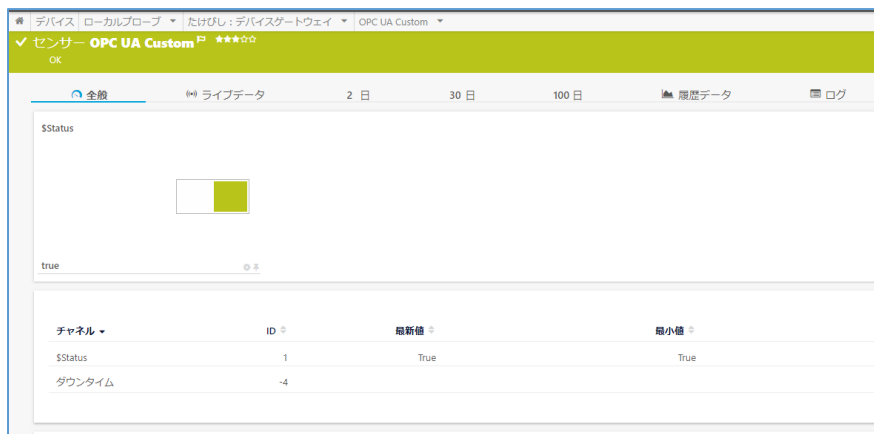 デバイス ローカルプローブ たけびし:デバイスゲートウェイ OPC UA Custom
センサー OPC UA Custom
OK
全般 ライブデータ 2 日 30 日 100 日 履歴データ ログ
$Status
true
チャネル ID 最新値 最小値
$Status 1 True True
ダウンタイム -4